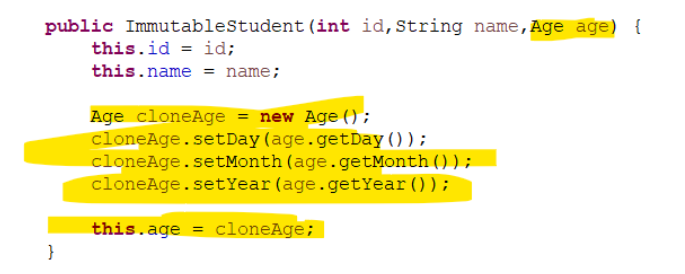 public ImmutableStudent(int id,String name,Age age) {
this.id = id;
this.name = name;
Age cloneAge = new Age();
cloneAge.setDay(age.getDay());
cloneAge.setMonth(age.getMonth());
cloneAge.setYear(age.getYear());
this.age = cloneAge;
}